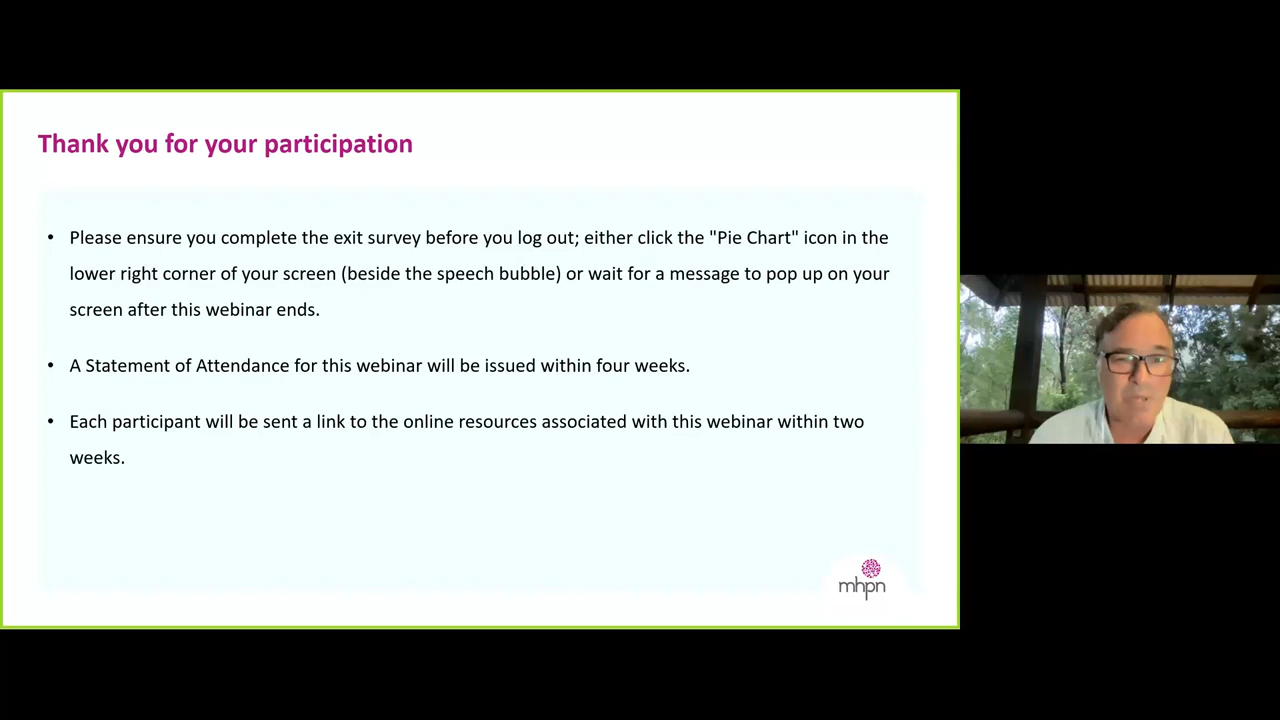 Thank you for your participation
• Please ensure you complete the exit survey before you log out; either click the "Pie Chart" icon in the
lower right corner of your screen (beside the speech bubble) or wait for a message to pop up on your
screen after this webinar ends.
• A Statement of Attendance for this webinar will be issued within four weeks.
• Each participant will be sent a link to the online resources associated with this webinar within two
weeks.
mhpn